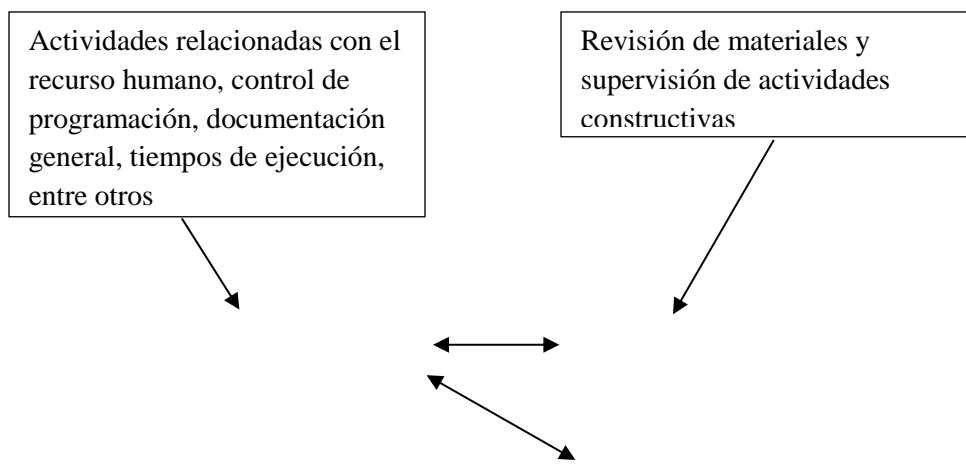 Actividades relacionadas con el
recurso humano, control de
programación, documentación
general, tiempos de ejecución,
entre otros
Revisión de materiales y
supervisión de actividades
constructivas